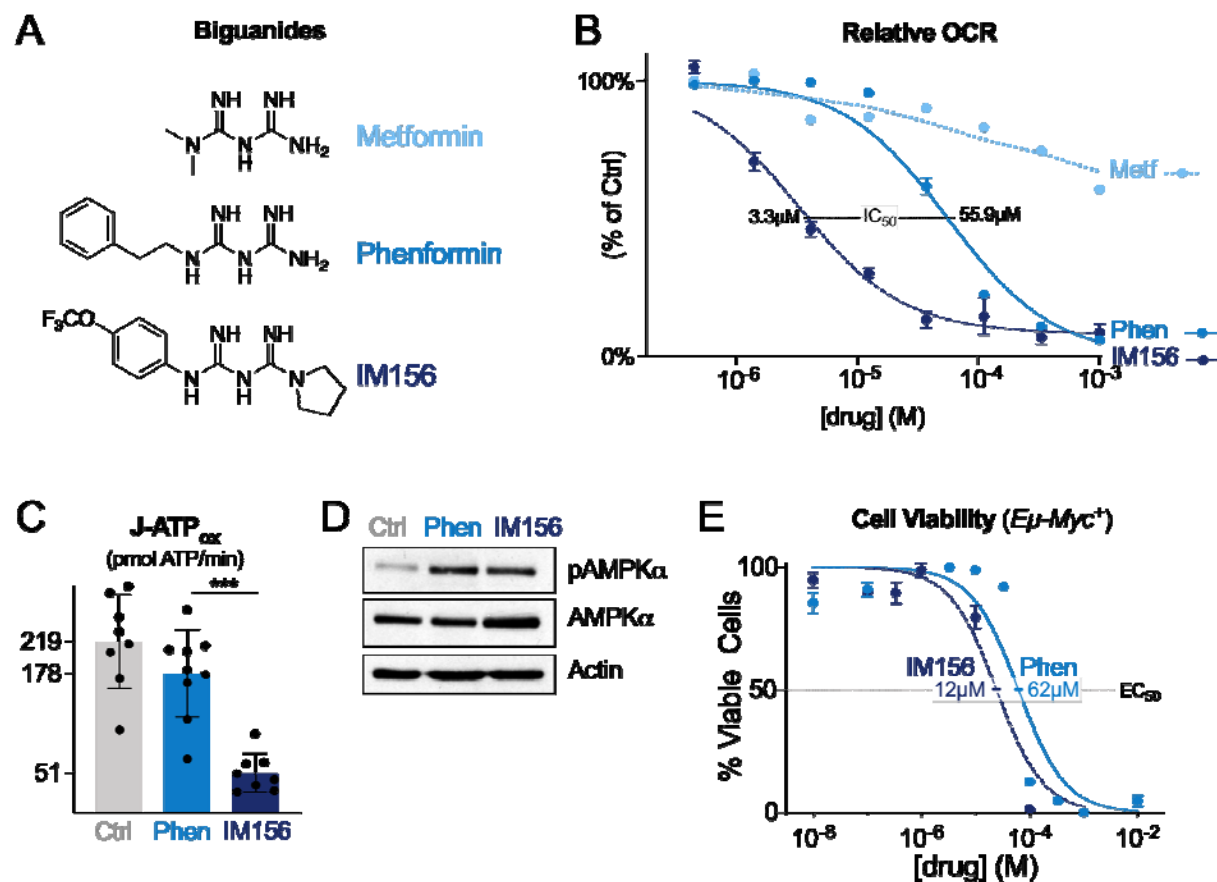 A
Biguanides
NH NH
N N NH2
H
Metformin
NH NH
N N NH2
H H
Phenformin
F3CO
NH NH
N N N
H H
IM156
B
Relative OCR
100%
(% of Ctrl)
0%
3.3µM IC50 55.9µM
Metf
Phen
IM156
10-6 10-5 10-4 10-3
[drug] (M)
C
J-ATPox
(pmol ATP/min)
***
219
178
51
Ctrl Phen IM156
D
Ctrl Phen IM156
pAMPKα
AMPKα
Actin
E
Cell Viability (Eµ-Myc+)
% Viable Cells
100
50
0
IM156 Phen
12µM 62µM
EC50
10-8 10-6 10-4 10-2
[drug] (M)